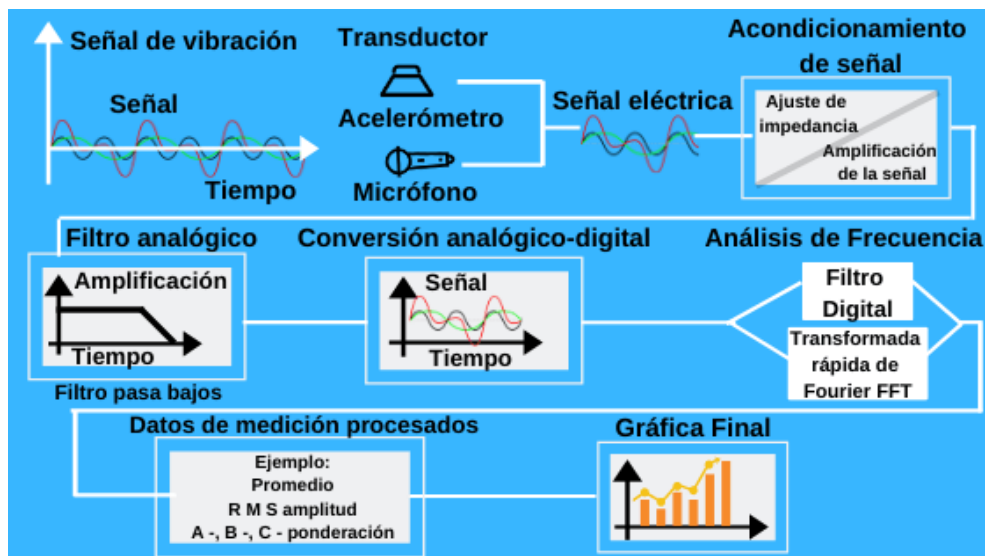 Señal de vibración
Señal
Tiempo
Transductor
Acelerómetro
Micrófono
Señal eléctrica
Acondicionamiento
de señal
Ajuste de
impedancia
Amplificación
de la señal
Filtro analógico
Amplificación
Tiempo
Filtro pasa bajos
Conversión analógico-digital
Señal
Tiempo
Análisis de Frecuencia
Filtro
Digital
Transformada
rápida de
Fourier FFT
Datos de medición procesados
Ejemplo:
Promedio
R M S amplitud
A -, B -, C - ponderación
Gráfica Final